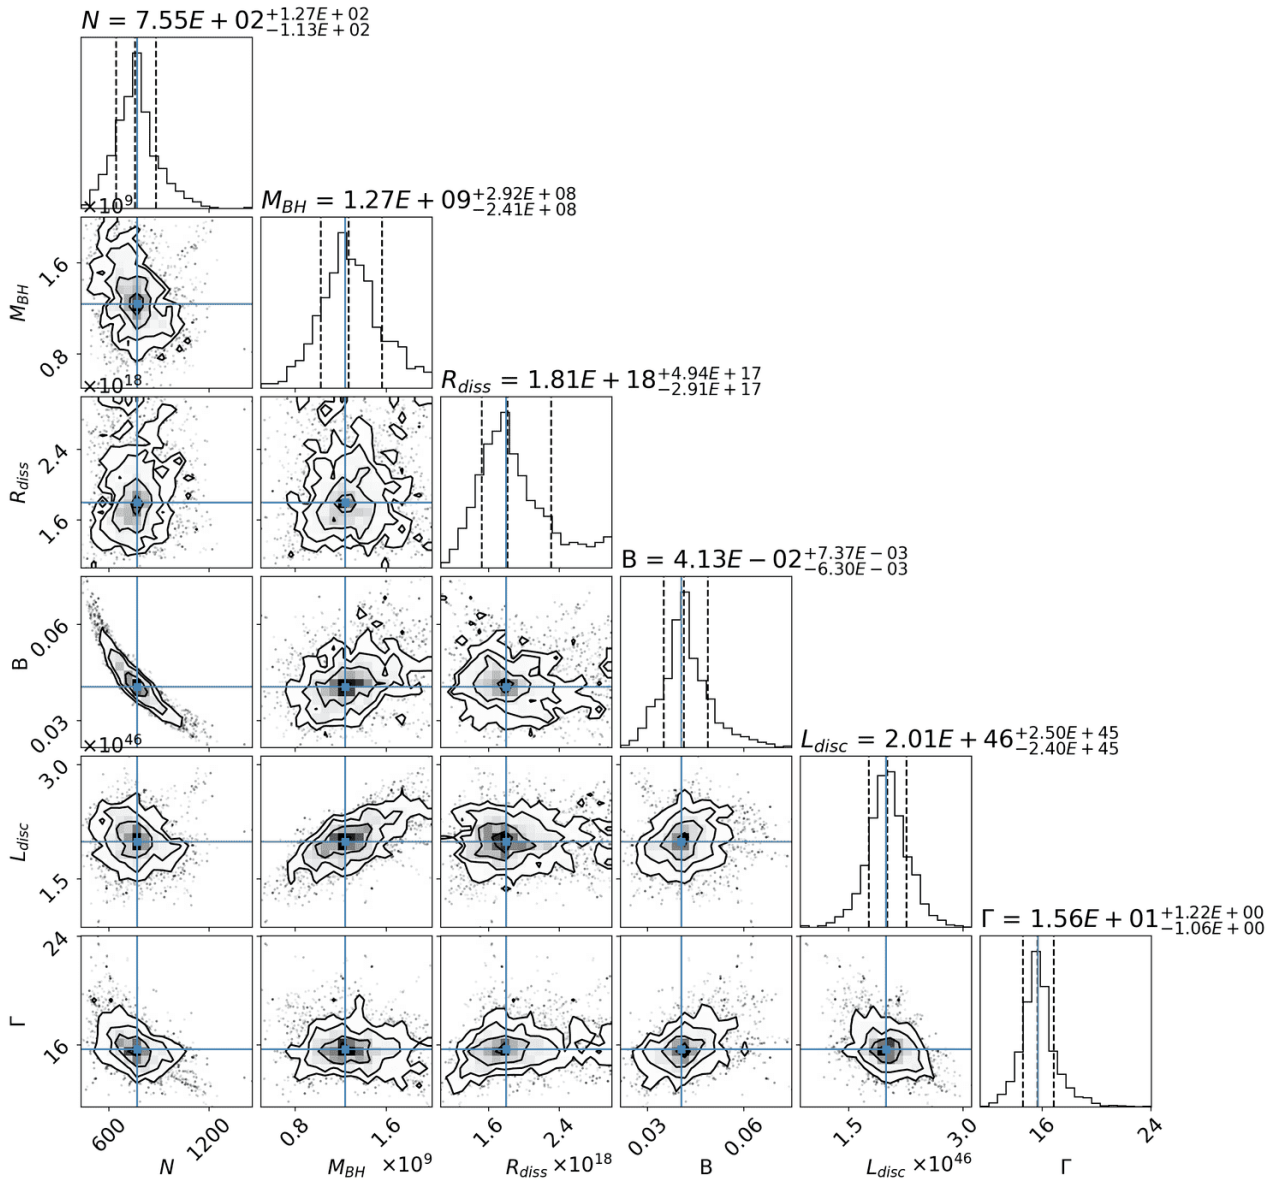 N = 7.55E + 02 +1.27E + 02 −1.13E + 02
×10^9
M_BH = 1.27E + 09 +2.92E + 08 −2.41E + 08
M_BH
1.6
0.8
×10^18
R_diss = 1.81E + 18 +4.94E + 17 −2.91E + 17
R_diss
2.4
1.6
B = 4.13E − 02 +7.37E − 03 −6.30E − 03
B
0.06
0.03
×10^46
L_disc = 2.01E + 46 +2.50E + 45 −2.40E + 45
L_disc
3.0
1.5
Γ = 1.56E + 01 +1.22E + 00 −1.06E + 00
Γ
24
16
600 1200 0.8 1.6 1.6 2.4 0.03 0.06 1.5 3.0 16 24
N M_BH ×10^9 R_diss ×10^18 B L_disc ×10^46 Γ